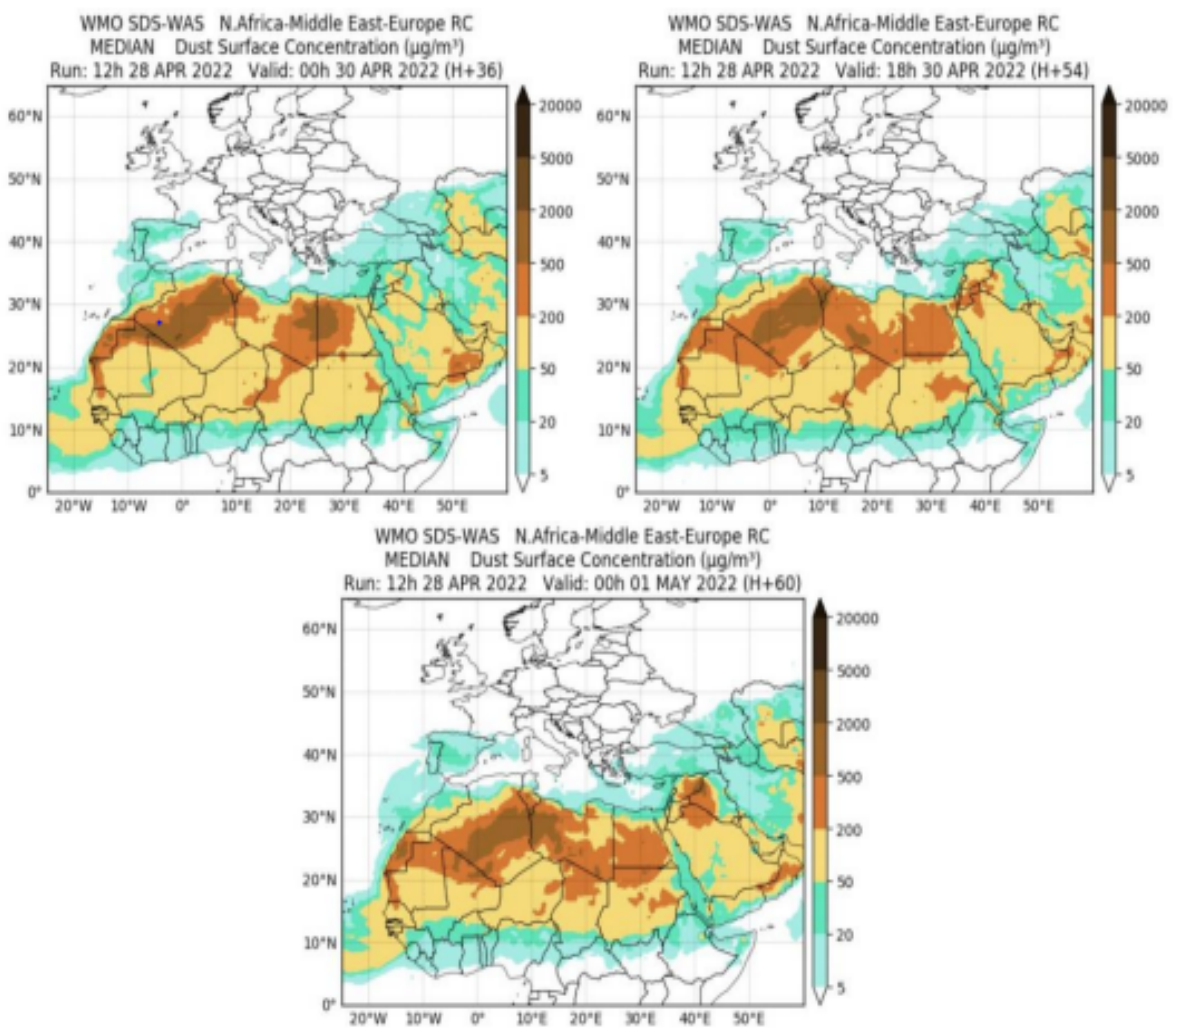 WMO SDS-WAS N.Africa-Middle East-Europe RC
MEDIAN Dust Surface Concentration (µg/m³)
Run: 12h 28 APR 2022 Valid: 00h 30 APR 2022 (H+36)
60°N
50°N
40°N
30°N
20°N
10°N
0°
20°W 10°W 0° 10°E 20°E 30°E 40°E 50°E
20000
5000
2000
500
200
50
20
5
WMO SDS-WAS N.Africa-Middle East-Europe RC
MEDIAN Dust Surface Concentration (µg/m³)
Run: 12h 28 APR 2022 Valid: 18h 30 APR 2022 (H+54)
60°N
50°N
40°N
30°N
20°N
10°N
0°
20°W 10°W 0° 10°E 20°E 30°E 40°E 50°E
20000
5000
2000
500
200
50
20
5
WMO SDS-WAS N.Africa-Middle East-Europe RC
MEDIAN Dust Surface Concentration (µg/m³)
Run: 12h 28 APR 2022 Valid: 00h 01 MAY 2022 (H+60)
60°N
50°N
40°N
30°N
20°N
10°N
0°
20°W 10°W 0° 10°E 20°E 30°E 40°E 50°E
20000
5000
2000
500
200
50
20
5